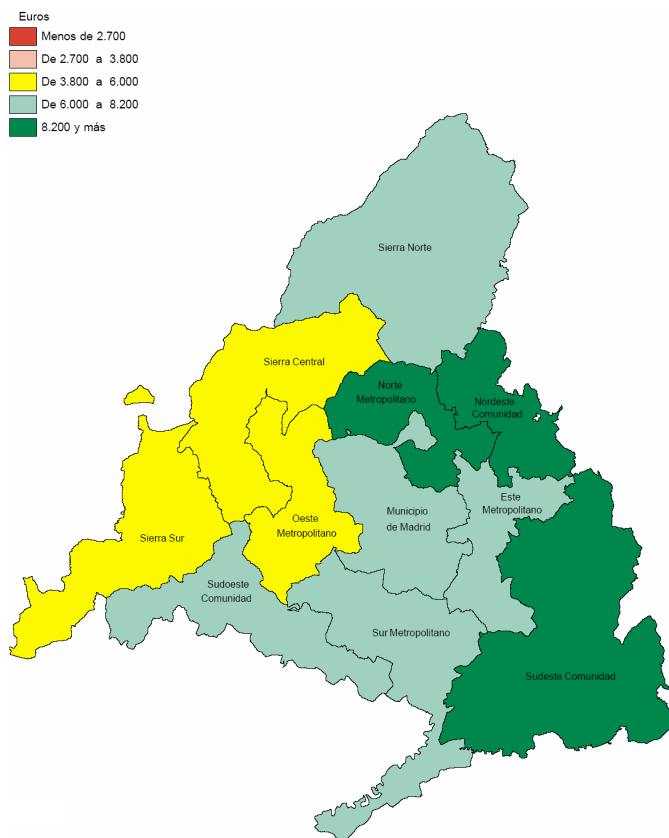 Euros
Menos de 2.700
De 2.700 a 3.800
De 3.800 a 6.000
De 6.000 a 8.200
8.200 y más
Sierra Norte
Sierra Central
Norte
Metropolitano
Nordeste
Comunidad
Este
Metropolitano
Municipio
de Madrid
Oeste
Metropolitano
Sierra Sur
Sudoeste
Comunidad
Sur Metropolitano
Sudeste Comunidad